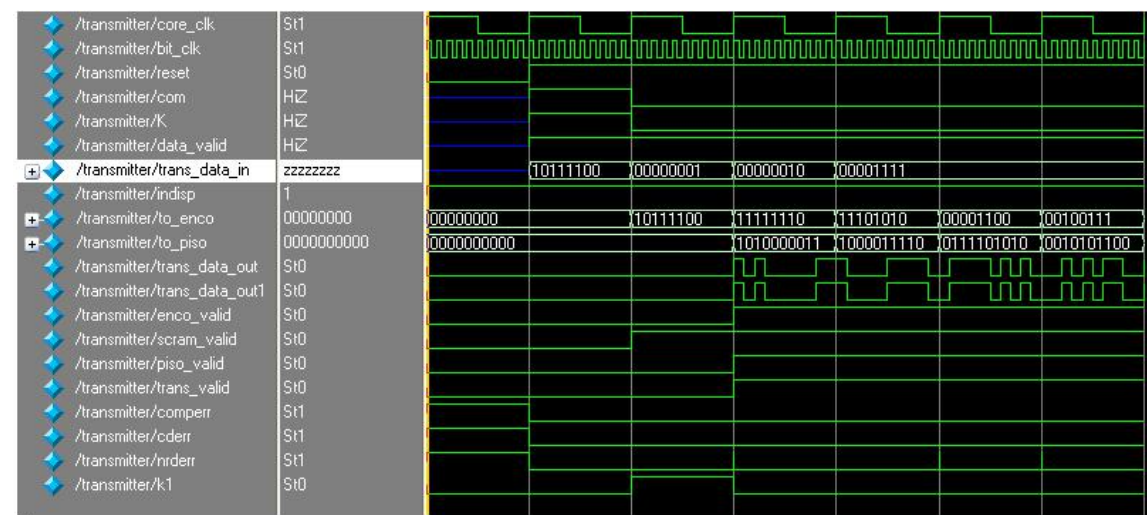 /transmitter/core_clk St1
/transmitter/bit_clk St1
/transmitter/reset St0
/transmitter/com HiZ
/transmitter/K HiZ
/transmitter/data_valid HiZ
/transmitter/trans_data_in zzzzzzzz 10111100 00000001 00000010 00001111
/transmitter/indisp 1
/transmitter/to_enco 00000000 00000000 10111100 11111110 11101010 00001100 00100111
/transmitter/to_piso 0000000000 0000000000 1010000011 1000011110 0111101010 0010101100
/transmitter/trans_data_out St0
/transmitter/trans_data_out1 St0
/transmitter/enco_valid St0
/transmitter/scram_valid St0
/transmitter/piso_valid St0
/transmitter/trans_valid St0
/transmitter/comperr St1
/transmitter/cderr St1
/transmitter/nrderr St1
/transmitter/k1 St0